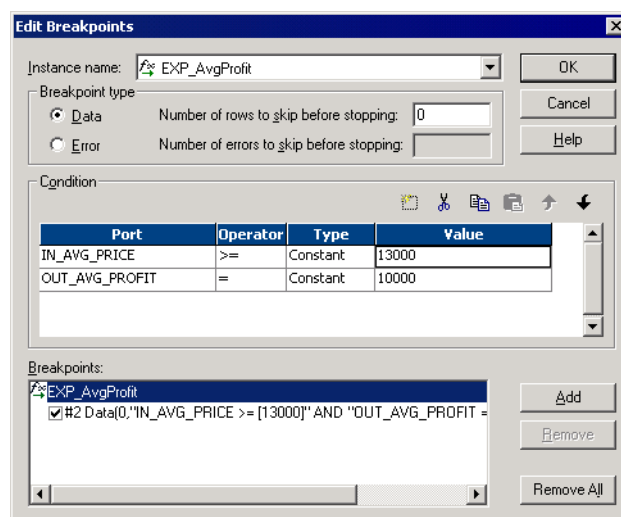 Edit Breakpoints
Instance name: EXP_AvgProfit
OK
Breakpoint type
Data Number of rows to skip before stopping: 0
Cancel
Error Number of errors to skip before stopping:
Help
Condition
Port Operator Type Value
IN_AVG_PRICE >= Constant 13000
OUT_AVG_PROFIT = Constant 10000
Breakpoints:
EXP_AvgProfit
Add
#2 Data(0,"IN_AVG_PRICE >= [13000]" AND "OUT_AVG_PROFIT =
Remove
Remove All